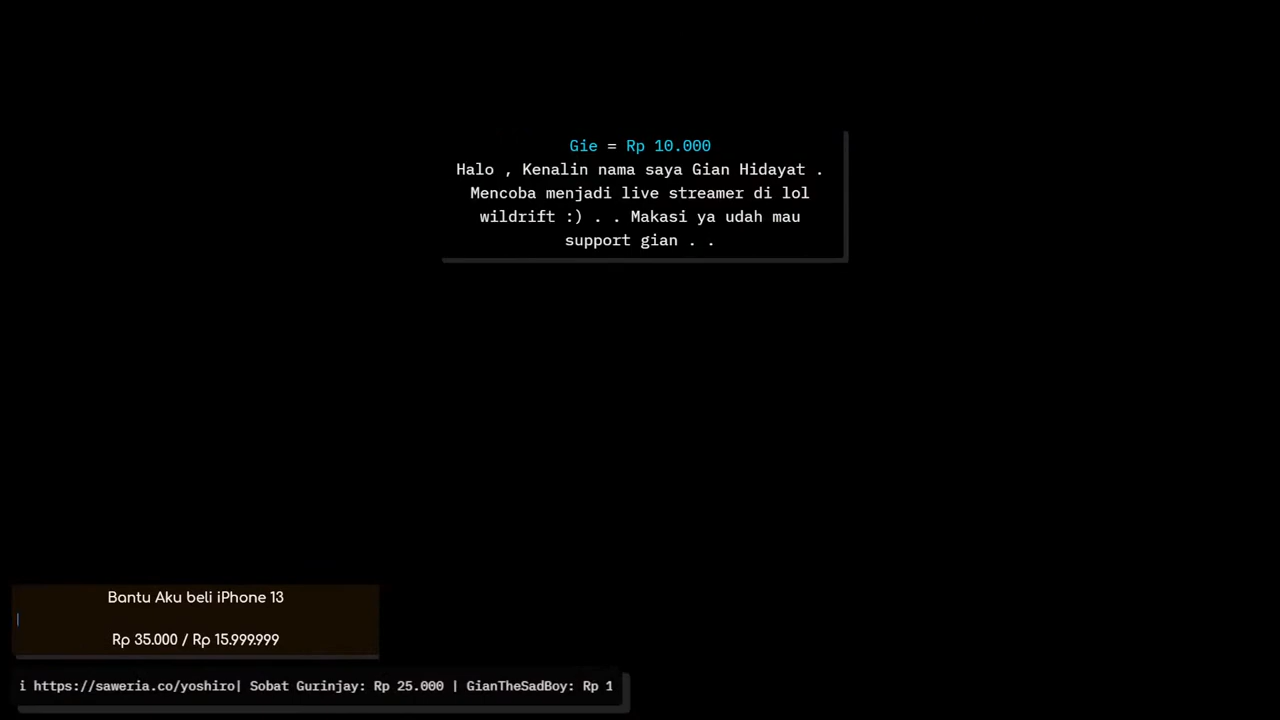 Gie = Rp 10.000
Halo , Kenalin nama saya Gian Hidayat .
Mencoba menjadi live streamer di lol
wildrift :) . . Makasi ya udah mau
support gian . .
Bantu Aku beli iPhone 13
Rp 35.000 / Rp 15.999.999
i https://saweria.co/yoshiro| Sobat Gurinjay: Rp 25.000 | GianTheSadBoy: Rp 1